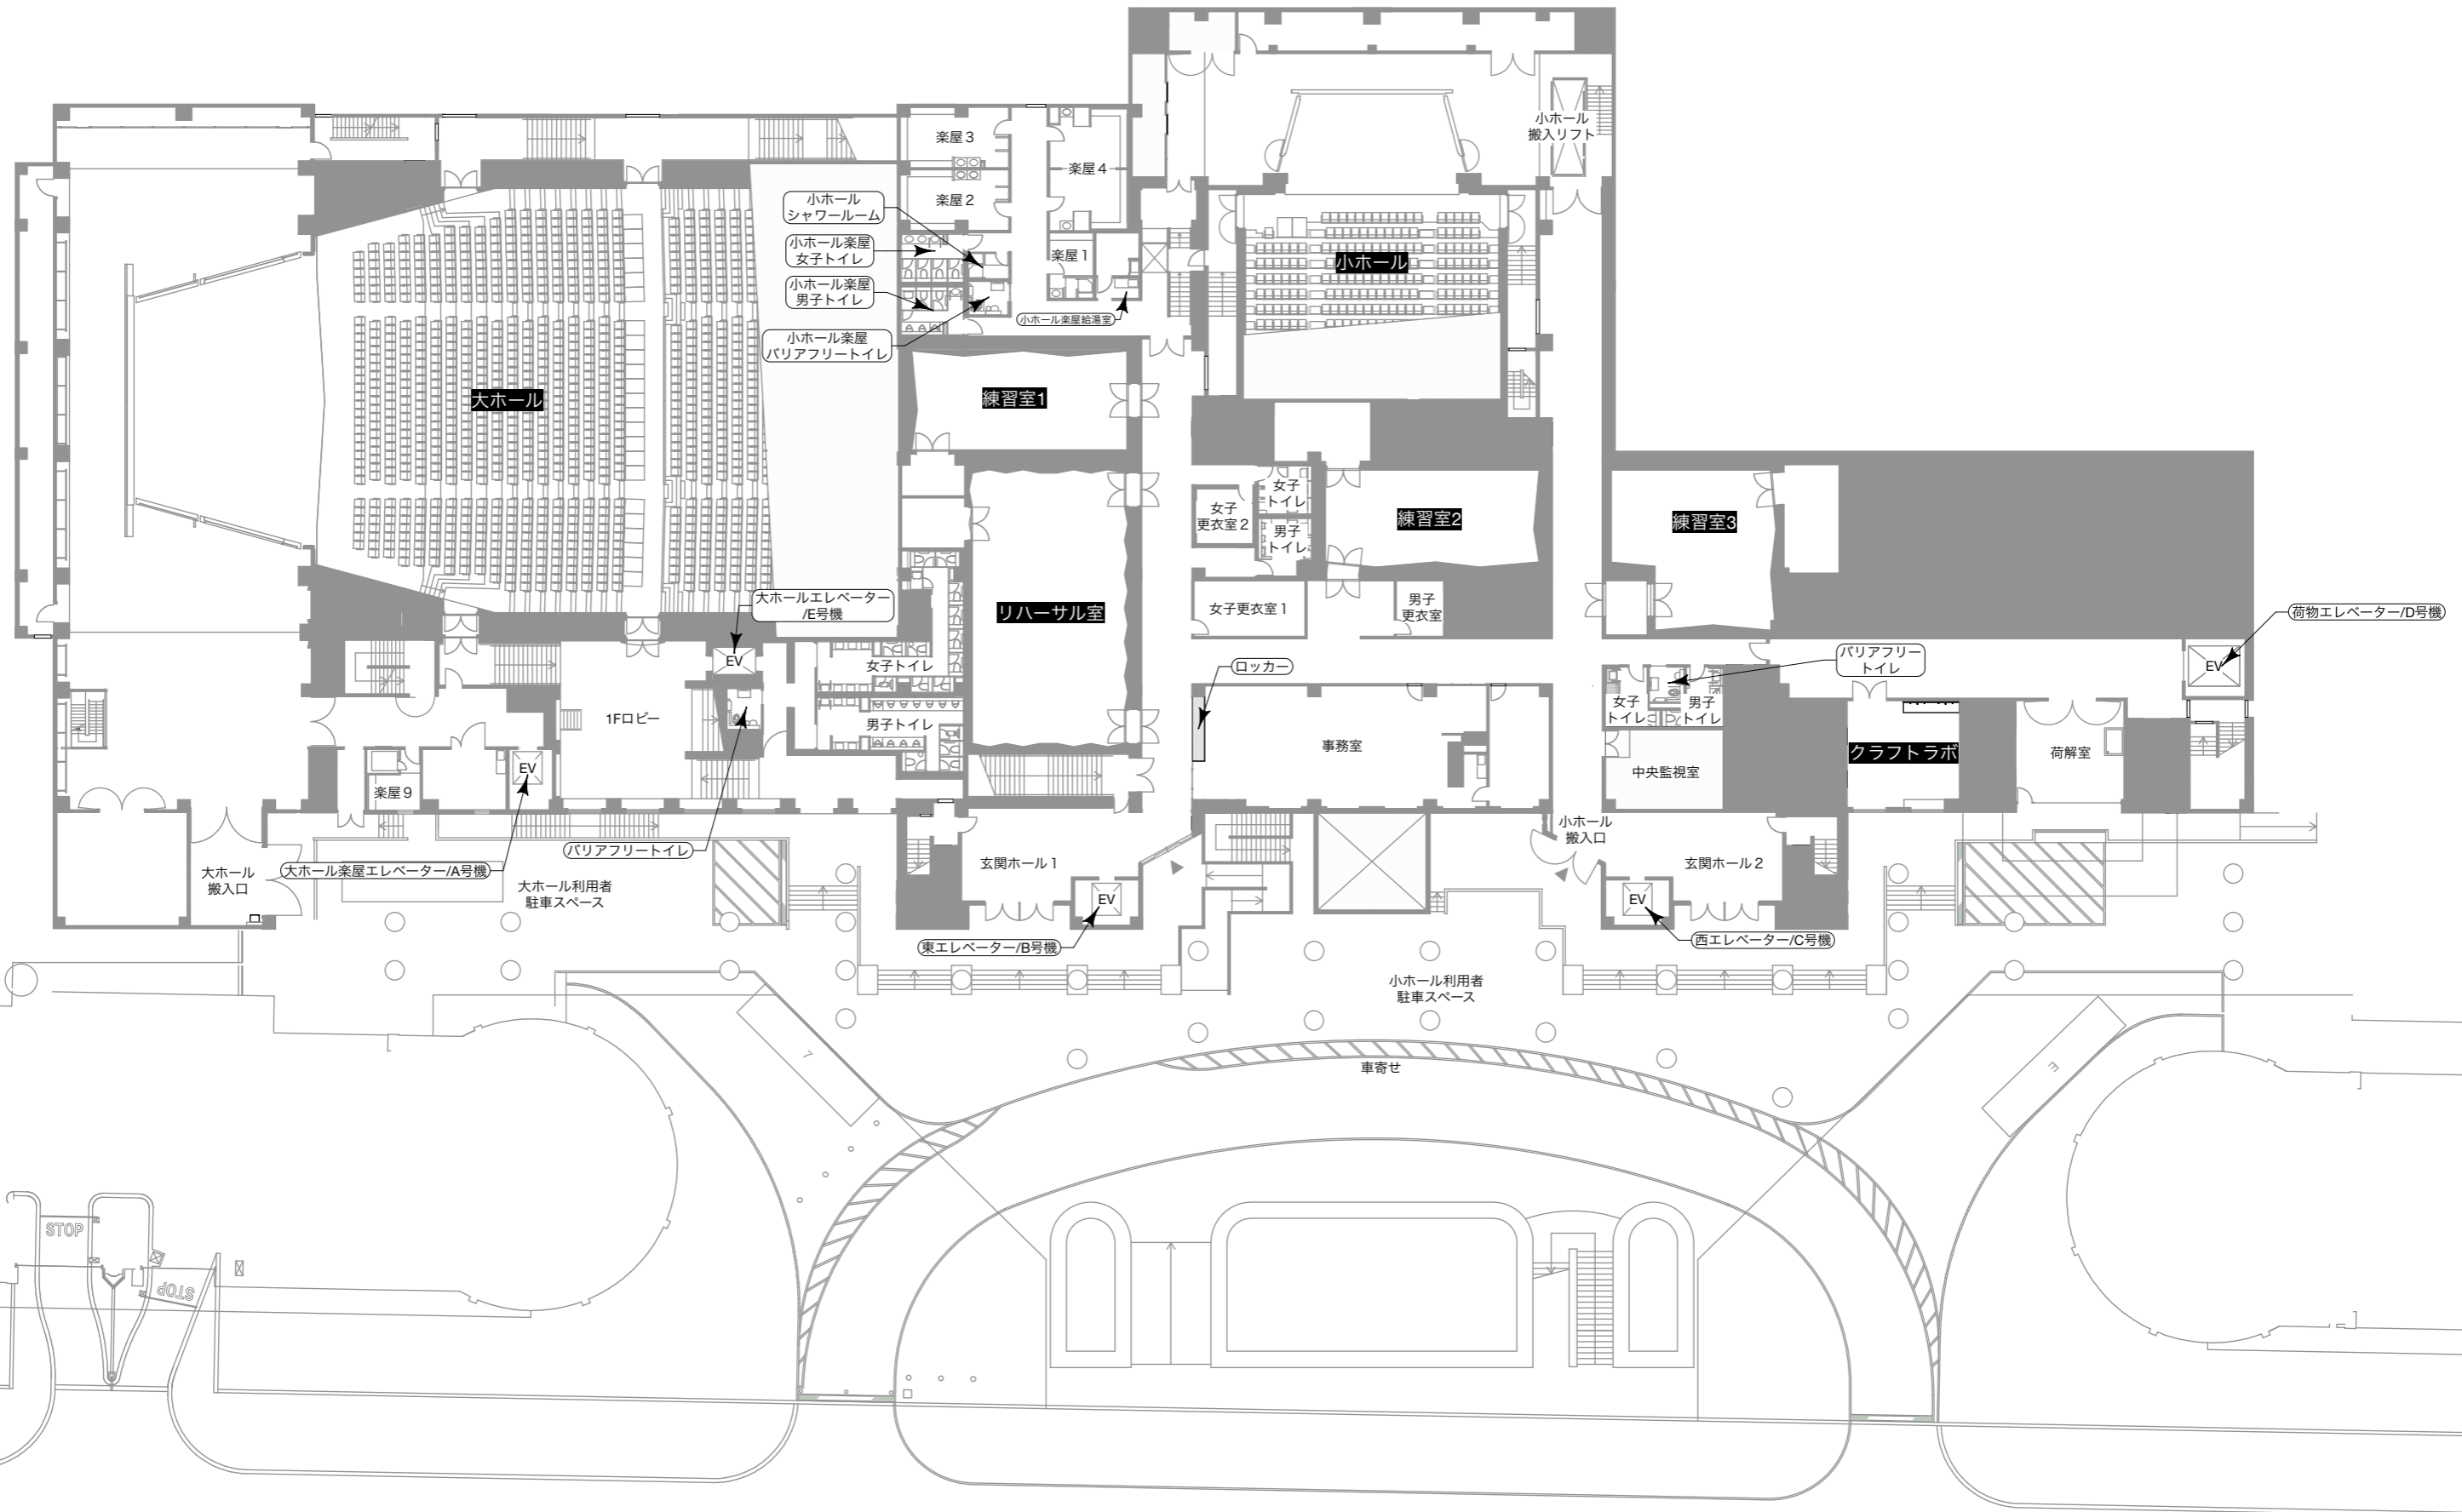 小ホール
搬入リフト
楽屋３
楽屋４
楽屋２
小ホール
シャワールーム
小ホール楽屋
女子トイレ
楽屋１
小ホール
小ホール楽屋
男子トイレ
小ホール楽屋給湯室
小ホール楽屋
バリアフリートイレ
大ホール
練習室1
女子
トイレ
女子
更衣室２
男子
トイレ
練習室2
練習室3
大ホールエレベーター
/E号機
リハーサル室
女子更衣室１
男子
更衣室
荷物エレベーター/D号機
EV
女子トイレ
ロッカー
バリアフリー
トイレ
EV
1Fロビー
男子トイレ
女子
トイレ
男子
トイレ
事務室
クラフトラボ
荷解室
EV
中央監視室
楽屋９
小ホール
搬入口
バリアフリートイレ
玄関ホール１
玄関ホール２
大ホール
搬入口
大ホール楽屋エレベーター/A号機
大ホール利用者
駐車スペース
EV
EV
東エレベーター/B号機
西エレベーター/C号機
小ホール利用者
駐車スペース
7
車寄せ
3
STOP
STOP